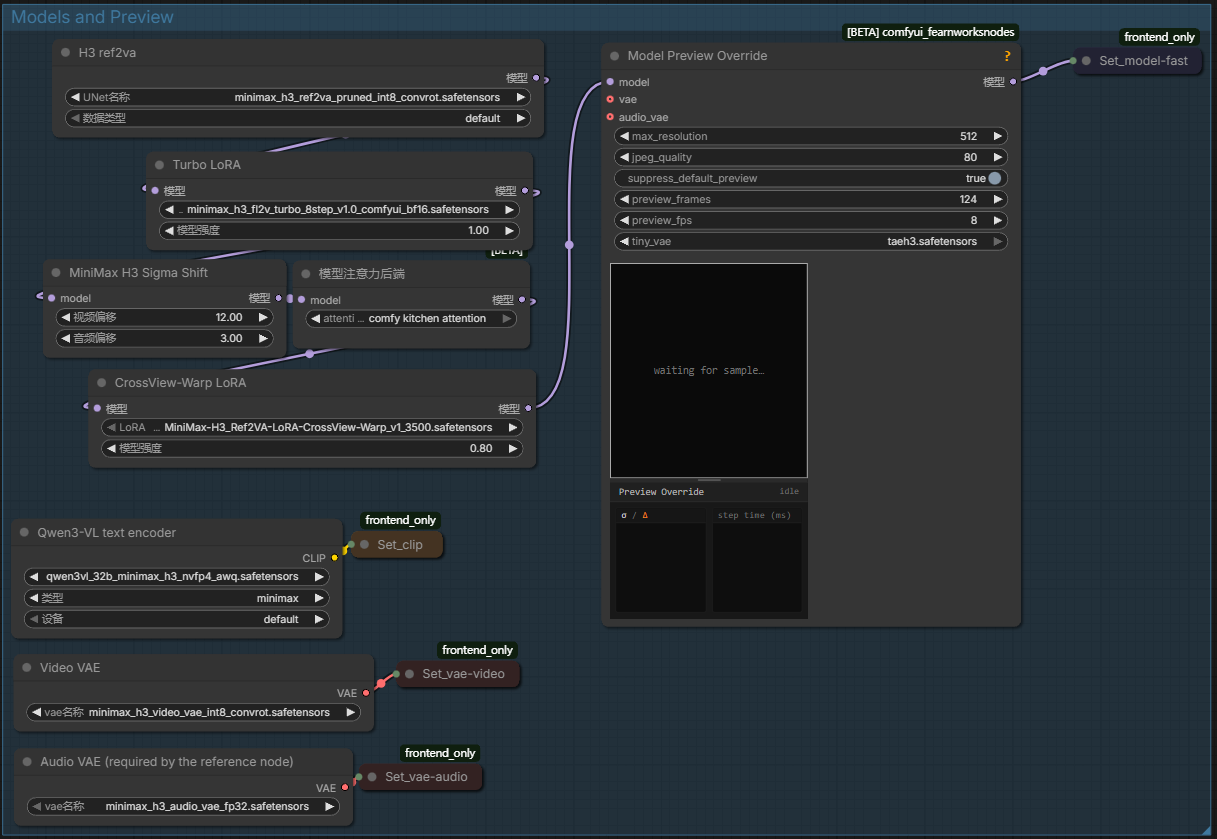 Models and Preview
H3 ref2va
模型
UNet名称 minimax_h3_ref2va_pruned_int8_convrot.safetensors
数据类型 default
Turbo LoRA
模型 模型
... minimax_h3_fl2v_turbo_8step_v1.0_comfyui_bf16.safetensors
模型强度 1.00
[BETA]
MiniMax H3 Sigma Shift
model 模型
视频偏移 12.00
音频偏移 3.00
模型注意力后端
model 模型
attenti ... comfy kitchen attention
CrossView-Warp LoRA
模型 模型
LoRA ... MiniMax-H3_Ref2VA-LoRA-CrossView-Warp_v1_3500.safetensors
模型强度 0.80
[BETA] comfyui_fearnworksnodes
Model Preview Override ?
model 模型
vae
audio_vae
max_resolution 512
jpeg_quality 80
suppress_default_preview true
preview_frames 124
preview_fps 8
tiny_vae taeh3.safetensors
waiting for sample…
Preview Override idle
σ / Δ step time (ms)
frontend_only
Set_model-fast
Qwen3-VL text encoder
CLIP
qwen3vl_32b_minimax_h3_nvfp4_awq.safetensors
类型 minimax
设备 default
frontend_only
Set_clip
Video VAE
VAE
vae名称 minimax_h3_video_vae_int8_convrot.safetensors
frontend_only
Set_vae-video
Audio VAE (required by the reference node)
VAE
vae名称 minimax_h3_audio_vae_fp32.safetensors
frontend_only
Set_vae-audio